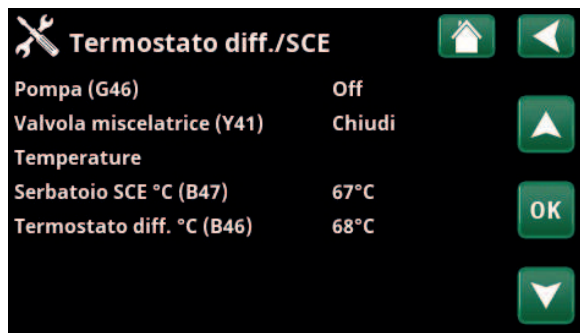 Termostato diff./SCE
Pompa (G46) Off
Valvola miscelatrice (Y41) Chiudi
Temperature
Serbatoio SCE °C (B47) 67°C
Termostato diff. °C (B46) 68°C
OK